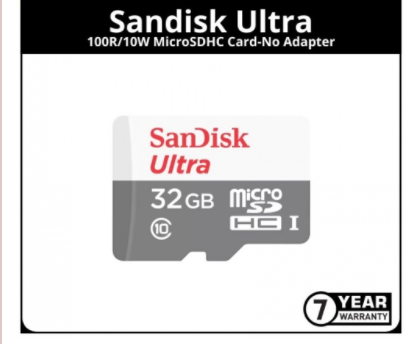 Sandisk Ultra
100R/10W MicroSDHC Card-No Adapter
SanDisk
Ultra
32GB micro
SD
HC I
10
7 YEAR
WARRANTY